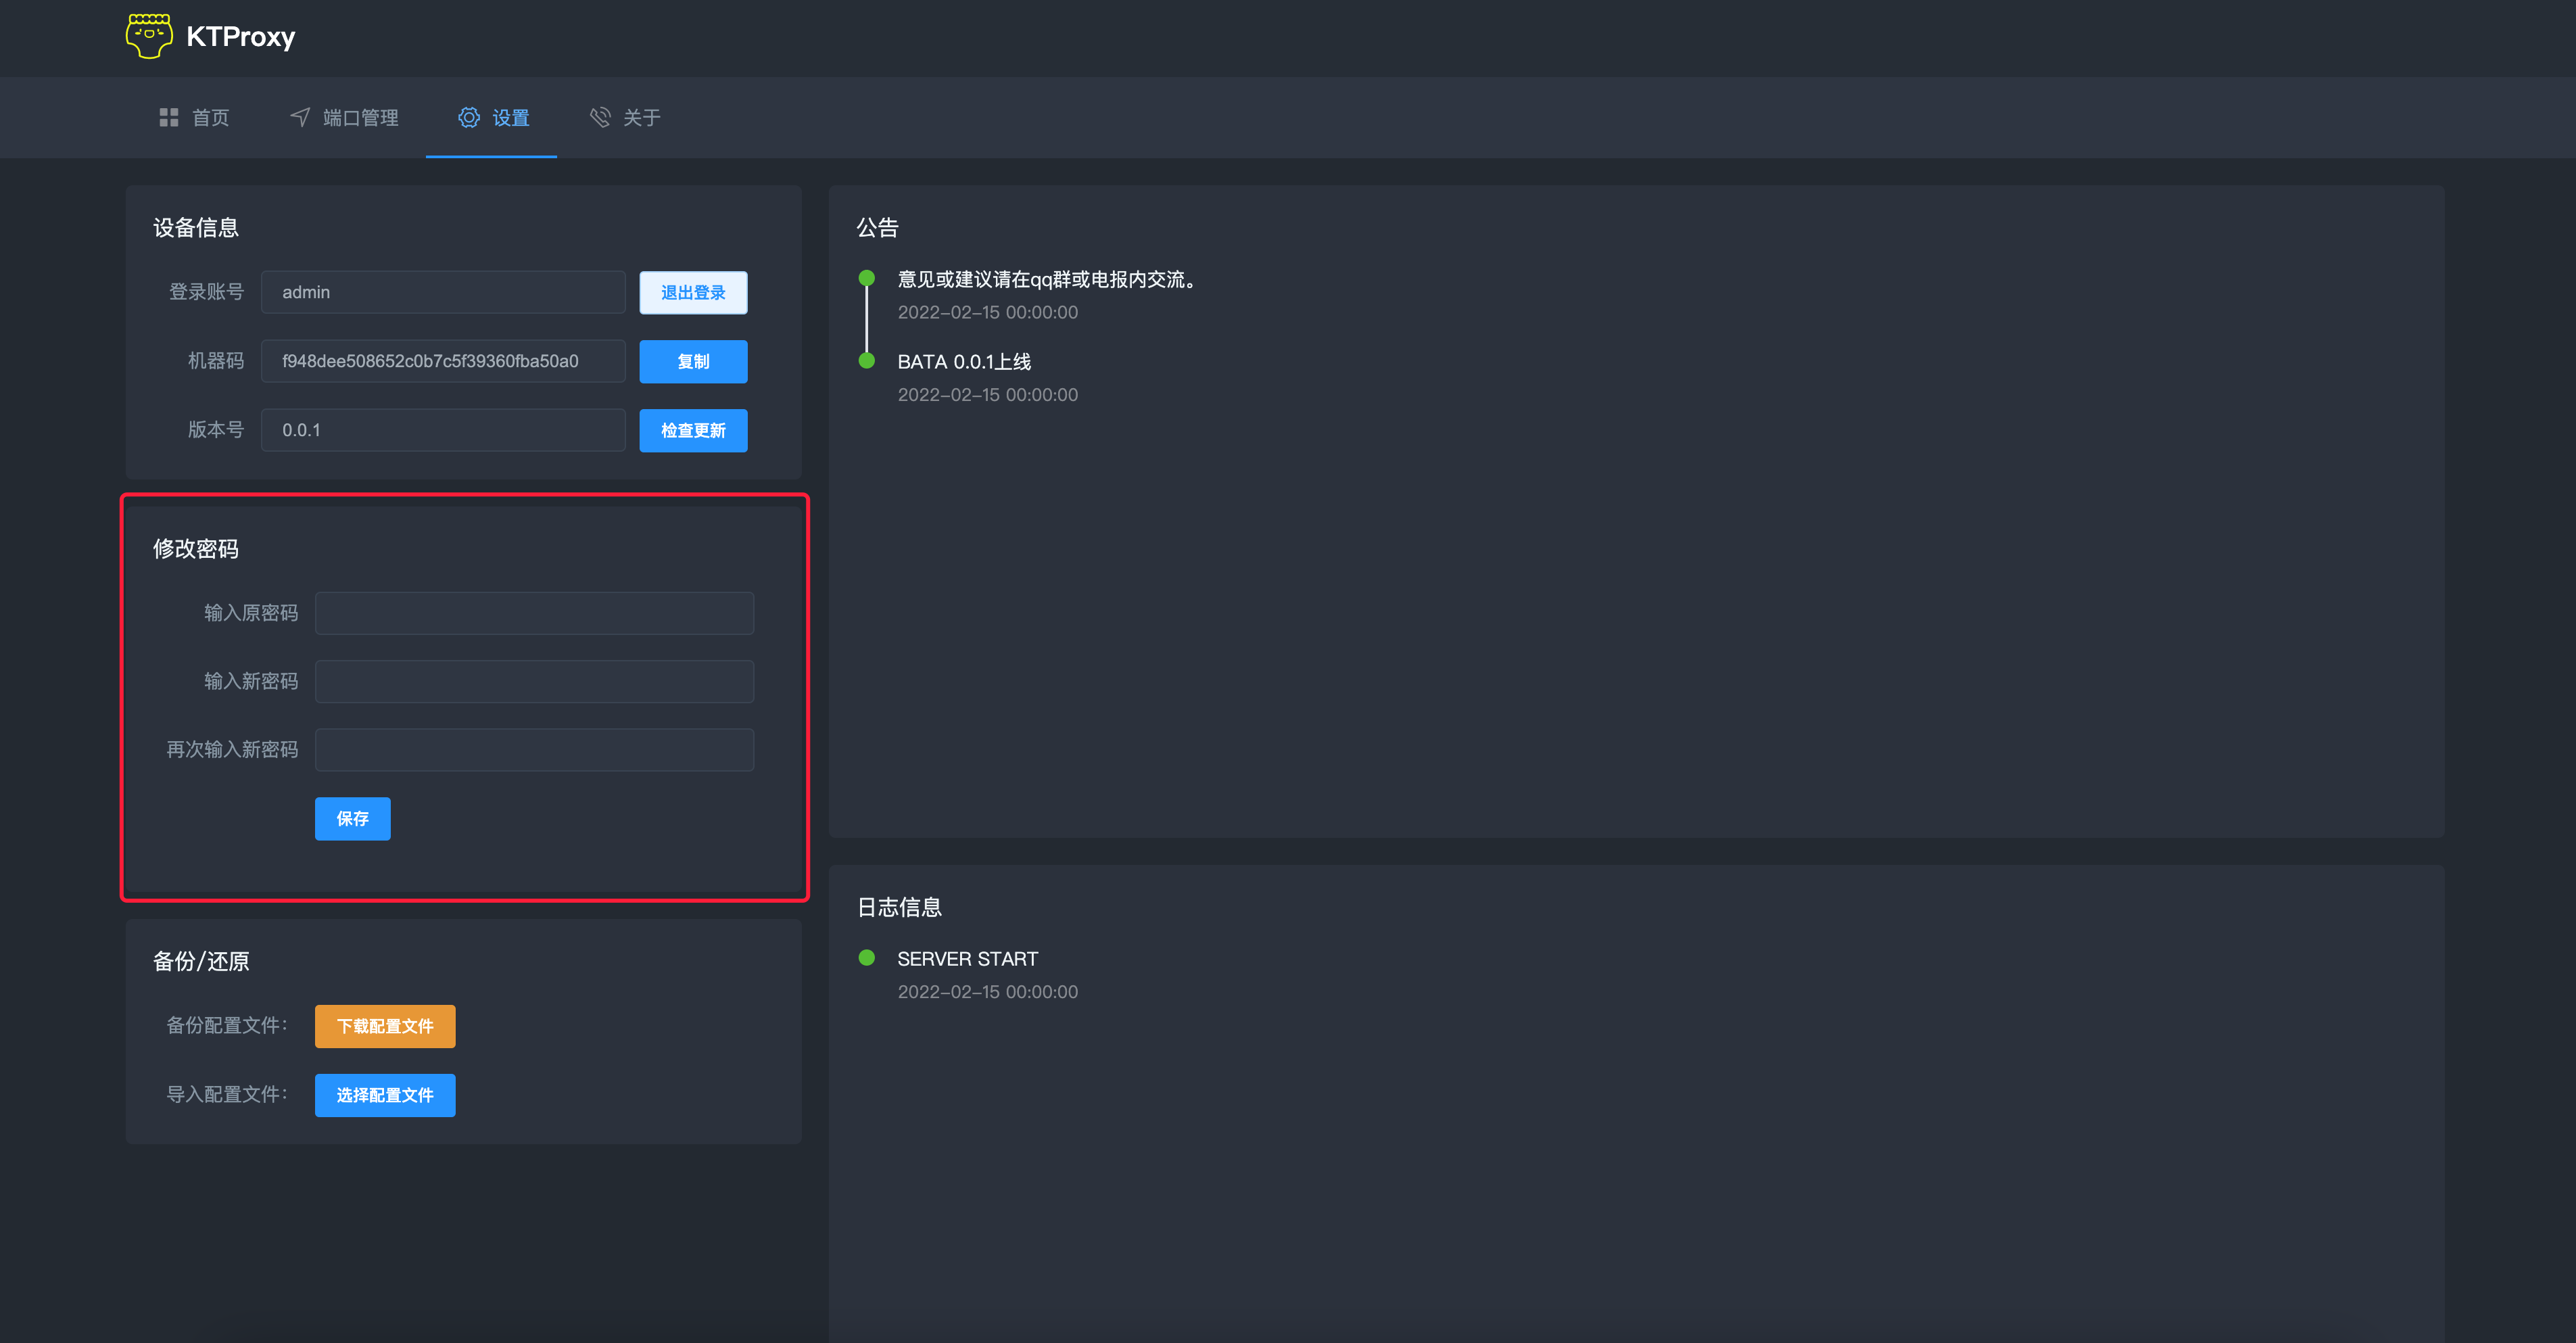 KTProxy
首页
端口管理
设置
关于
设备信息
登录账号 admin 退出登录
机器码 f948dee508652c0b7c5f39360fba50a0 复制
版本号 0.0.1 检查更新
修改密码
输入原密码
输入新密码
再次输入新密码
保存
备份/还原
备份配置文件: 下载配置文件
导入配置文件: 选择配置文件
公告
意见或建议请在qq群或电报内交流。
2022-02-15 00:00:00
BATA 0.0.1上线
2022-02-15 00:00:00
日志信息
SERVER START
2022-02-15 00:00:00